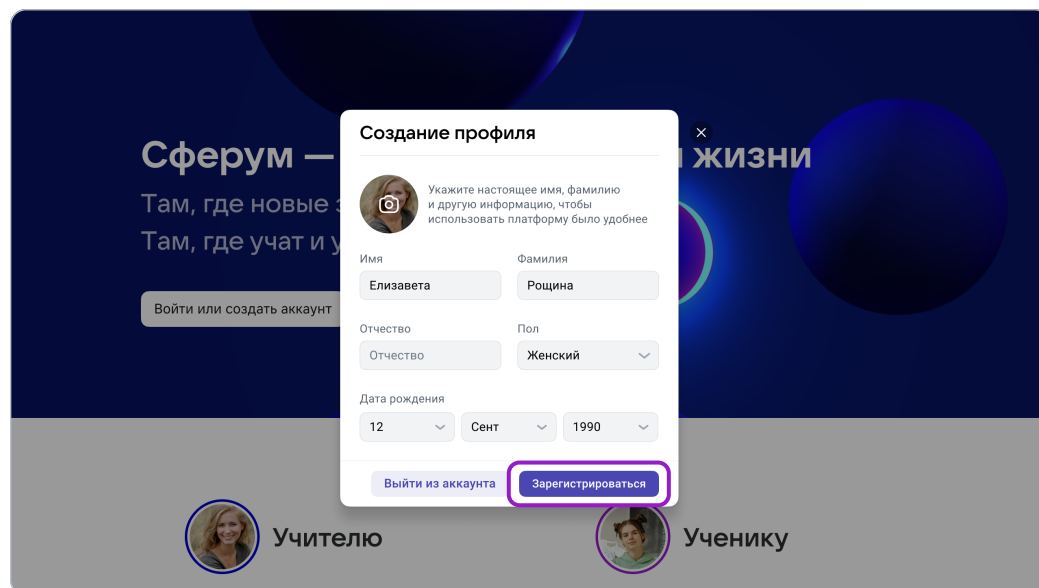 Создание профиля
Сферум —
жизни
Укажите настоящее имя, фамилию
и другую информацию, чтобы
использовать платформу было удобнее
Там, где новые
Там, где учат и у
Имя
Фамилия
Елизавета
Рощина
Войти или создать аккаунт
Отчество
Пол
Отчество
Женский
Дата рождения
12
Сент
1990
Выйти из аккаунта
Зарегистрироваться
Учителю
Ученику